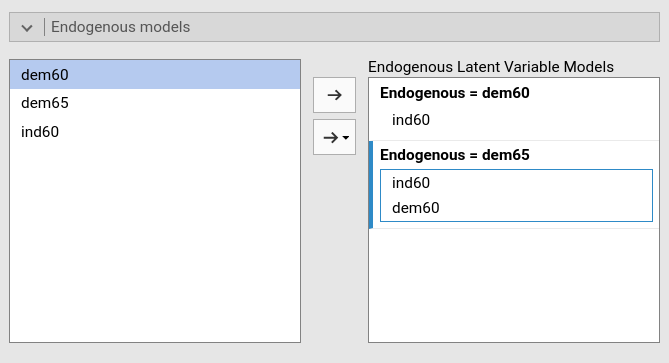 Endogenous models
dem60
dem65
ind60
Endogenous Latent Variable Models
Endogenous = dem60
ind60
Endogenous = dem65
ind60
dem60